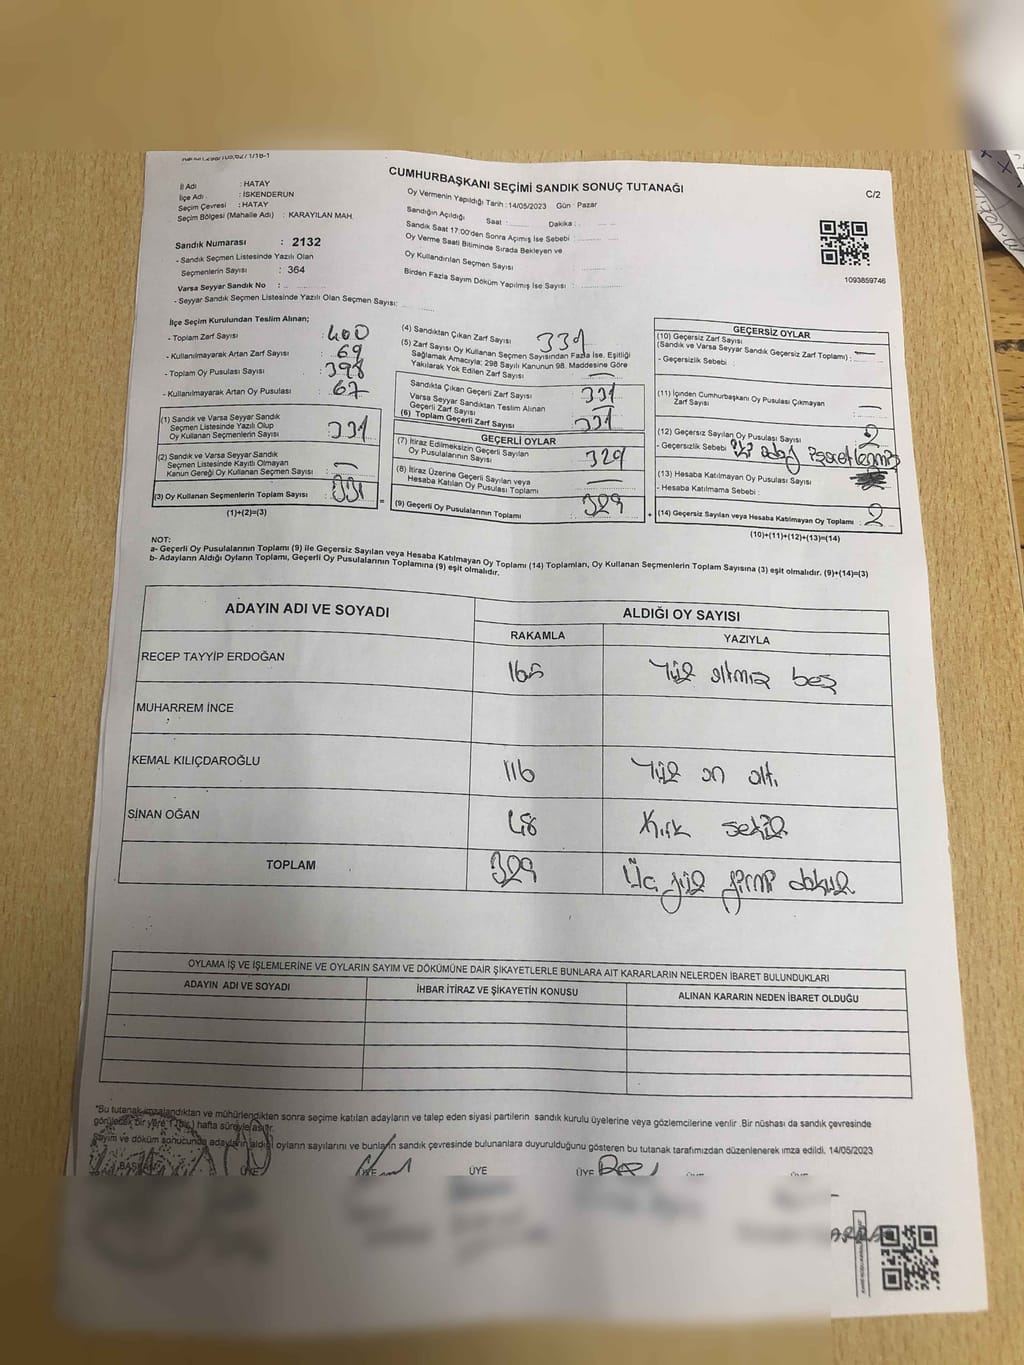 CUMHURBAŞKANI SEÇİMİ SANDIK SONUÇ TUTANAĞI
C/2
İl Adı : HATAY
İlçe Adı : İSKENDERUN
Seçim Çevresi : HATAY
Seçim Bölgesi (Mahalle Adı) : KARAYILAN MAH.
Sandık Numarası : 2132
- Sandık Seçmen Listesinde Yazılı Olan
Seçmenlerin Sayısı : 364
Varsa Seyyar Sandık No :
- Seyyar Sandık Seçmen Listesinde Yazılı Olan Seçmen Sayısı:
Oy Vermenin Yapıldığı Tarih :14/05/2023 Gün : Pazar
Sandığın Açıldığı Saat : Dakika :
Sandık Saat 17:00'den Sonra Açımış İse Sebebi :
Oy Verme Saati Bitiminde Sırada Bekleyen ve
Oy Kullandırılan Seçmen Sayısı
Birden Fazla Sayım Döküm Yapılmış İse Sayısı :
1093859746
İlçe Seçim Kurulundan Teslim Alınan;
- Toplam Zarf Sayısı : 400
- Kullanılmayarak Artan Zarf Sayısı : 69
- Toplam Oy Pusulası Sayısı : 398
- Kullanılmayarak Artan Oy Pusulası : 67
(1) Sandık ve Varsa Seyyar Sandık
Seçmen Listesinde Yazılı Olup
Oy Kullanan Seçmenlerin Sayısı : 331
(2) Sandık ve Varsa Seyyar Sandık
Seçmen Listesinde Kayıtlı Olmayan
Kanun Gereği Oy Kullanan Seçmen Sayısı : —
(3) Oy Kullanan Seçmenlerin Toplam Sayısı : 331
(1)+(2)=(3)
(4) Sandıktan Çıkan Zarf Sayısı : 331
(5) Zarf Sayısı Oy Kullanan Seçmen Sayısından Fazla İse, Eşitliği
Sağlamak Amacıyla; 298 Sayılı Kanunun 98. Maddesine Göre
Yakılarak Yok Edilen Zarf Sayısı : —
Sandıkta Çıkan Geçerli Zarf Sayısı : 331
Varsa Seyyar Sandıktan Teslim Alınan
Geçerli Zarf Sayısı : —
(6) Toplam Geçerli Zarf Sayısı : 331
GEÇERLİ OYLAR
(7) İtiraz Edilmeksizin Geçerli Sayılan
Oy Pusulalarının Sayısı : 329
(8) İtiraz Üzerine Geçerli Sayılan veya
Hesaba Katılan Oy Pusulası Toplamı : —
(9) Geçerli Oy Pusulalarının Toplamı : 329
GEÇERSİZ OYLAR
(10) Geçersiz Zarf Sayısı
(Sandık ve Varsa Seyyar Sandık Geçersiz Zarf Toplamı) : —
- Geçersizlik Sebebi :
(11) İçinden Cumhurbaşkanı Oy Pusulası Çıkmayan
Zarf Sayısı : —
(12) Geçersiz Sayılan Oy Pusulası Sayısı : 2
- Geçersizlik Sebebi : iki aday işaretlenmiş
(13) Hesaba Katılmayan Oy Pusulası Sayısı :
- Hesaba Katılmama Sebebi :
(14) Geçersiz Sayılan veya Hesaba Katılmayan Oy Toplamı : 2
(10)+(11)+(12)+(13)=(14)
NOT:
a- Geçerli Oy Pusulalarının Toplamı (9) ile Geçersiz Sayılan veya Hesaba Katılmayan Oy Toplamı (14) Toplamları, Oy Kullanan Seçmenlerin Toplam Sayısına (3) eşit olmalıdır. (9)+(14)=(3)
b- Adayların Aldığı Oyların Toplamı, Geçerli Oy Pusulalarının Toplamına (9) eşit olmalıdır.
ADAYIN ADI VE SOYADI ALDIĞI OY SAYISI
RAKAMLA YAZIYLA
RECEP TAYYİP ERDOĞAN 165 Yüz altmış beş
MUHARREM İNCE
KEMAL KILIÇDAROĞLU 116 Yüz on altı
SİNAN OĞAN 48 Kırk sekiz
TOPLAM 329 Üç yüz yirmi dokuz
OYLAMA İŞ VE İŞLEMLERİNE VE OYLARIN SAYIM VE DÖKÜMÜNE DAİR ŞİKAYETLERLE BUNLARA AİT KARARLARIN NELERDEN İBARET BULUNDUKLARI
ADAYIN ADI VE SOYADI İHBAR İTİRAZ VE ŞİKAYETİN KONUSU ALINAN KARARIN NEDEN İBARET OLDUĞU
"Bu tutanak imzalandıktan ve mühürlendikten sonra seçime katılan adayların ve talep eden siyasi partilerin sandık kurulu üyelerine veya gözlemcilerine verilir .Bir nüshası da sandık çevresinde
görülecek bir yere hafta süreyle asılır.
Sayım ve döküm sonucunda adayların aldığı oyların sayılarını ve bunların sandık çevresinde bulunanlara duyurulduğunu gösteren bu tutanak tarafımızdan düzenlenerek imza edildi. 14/05/2023
BAŞKAN ÜYE ÜYE ÜYE ÜYE